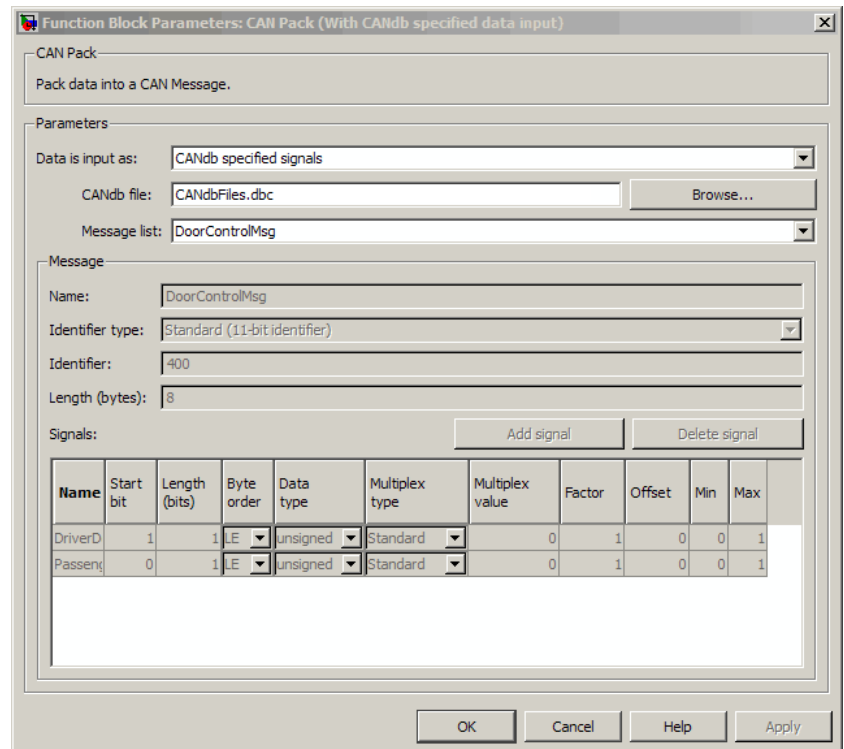 Function Block Parameters: CAN Pack (With CANdb specified data input)
CAN Pack
Pack data into a CAN Message.
Parameters
Data is input as: CANdb specified signals
CANdb file: CANdbFiles.dbc Browse...
Message list: DoorControlMsg
Message
Name: DoorControlMsg
Identifier type: Standard (11-bit identifier)
Identifier: 400
Length (bytes): 8
Signals: Add signal Delete signal
Name Start bit Length (bits) Byte order Data type Multiplex type Multiplex value Factor Offset Min Max
DriverD 1 1 LE unsigned Standard 0 1 0 0 1
Passeng 0 1 LE unsigned Standard 0 1 0 0 1
OK Cancel Help Apply